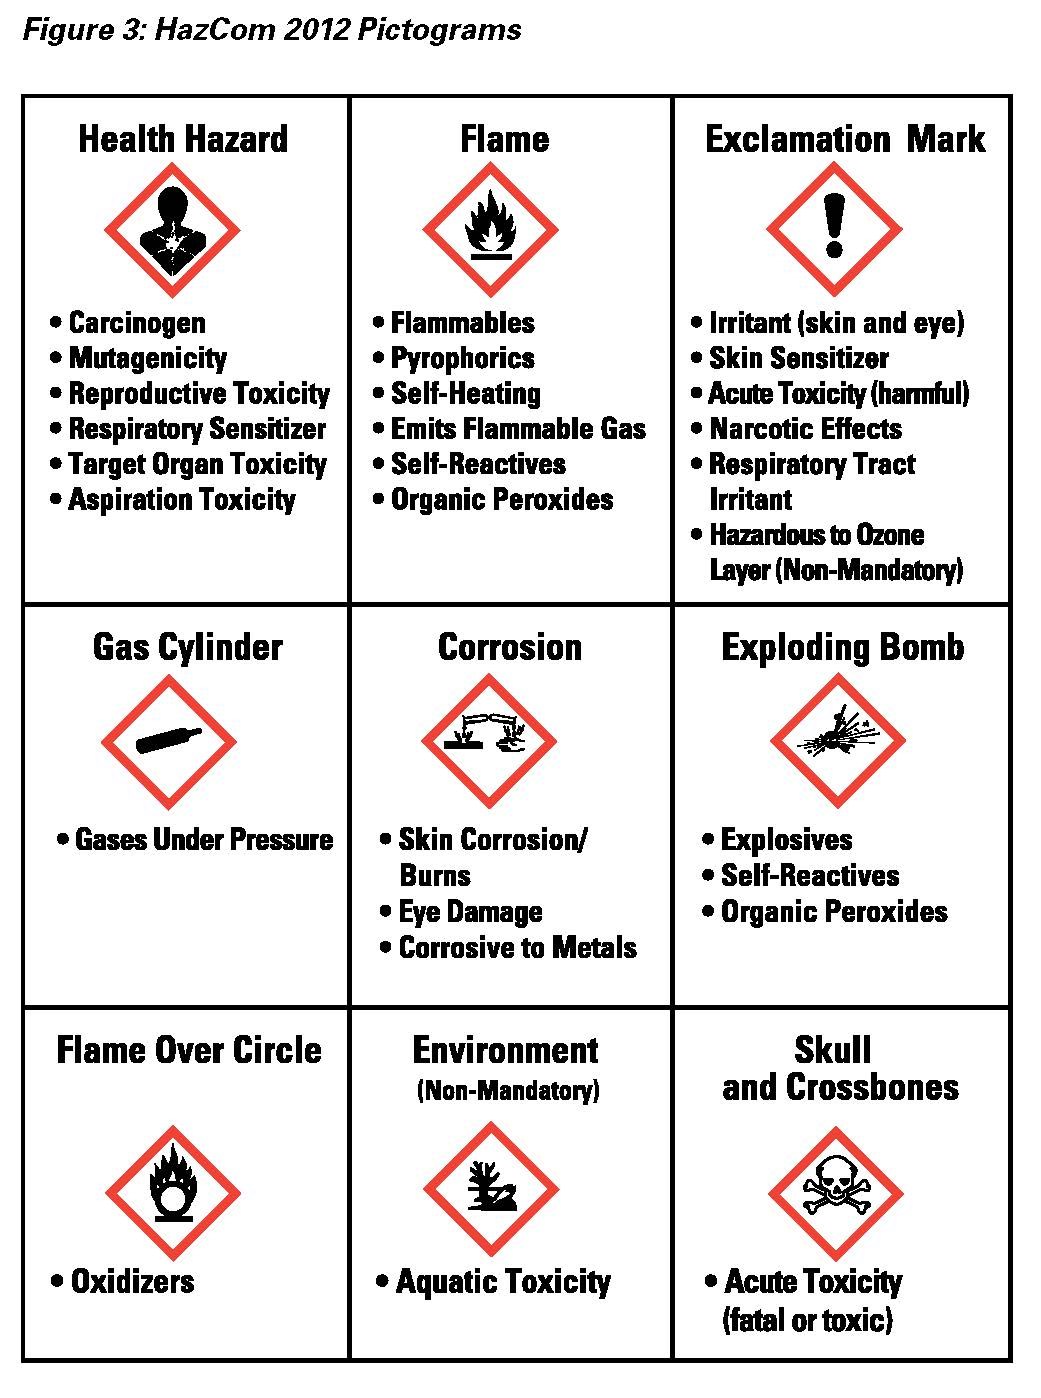 Figure 3: HazCom 2012 Pictograms
Health Hazard
• Carcinogen
• Mutagenicity
• Reproductive Toxicity
• Respiratory Sensitizer
• Target Organ Toxicity
• Aspiration Toxicity
Flame
• Flammables
• Pyrophorics
• Self-Heating
• Emits Flammable Gas
• Self-Reactives
• Organic Peroxides
Exclamation Mark
• Irritant (skin and eye)
• Skin Sensitizer
• Acute Toxicity (harmful)
• Narcotic Effects
• Respiratory Tract
Irritant
• Hazardous to Ozone
Layer (Non-Mandatory)
Gas Cylinder
• Gases Under Pressure
Corrosion
• Skin Corrosion/
Burns
• Eye Damage
• Corrosive to Metals
Exploding Bomb
• Explosives
• Self-Reactives
• Organic Peroxides
Flame Over Circle
• Oxidizers
Environment
(Non-Mandatory)
• Aquatic Toxicity
Skull
and Crossbones
• Acute Toxicity
(fatal or toxic)